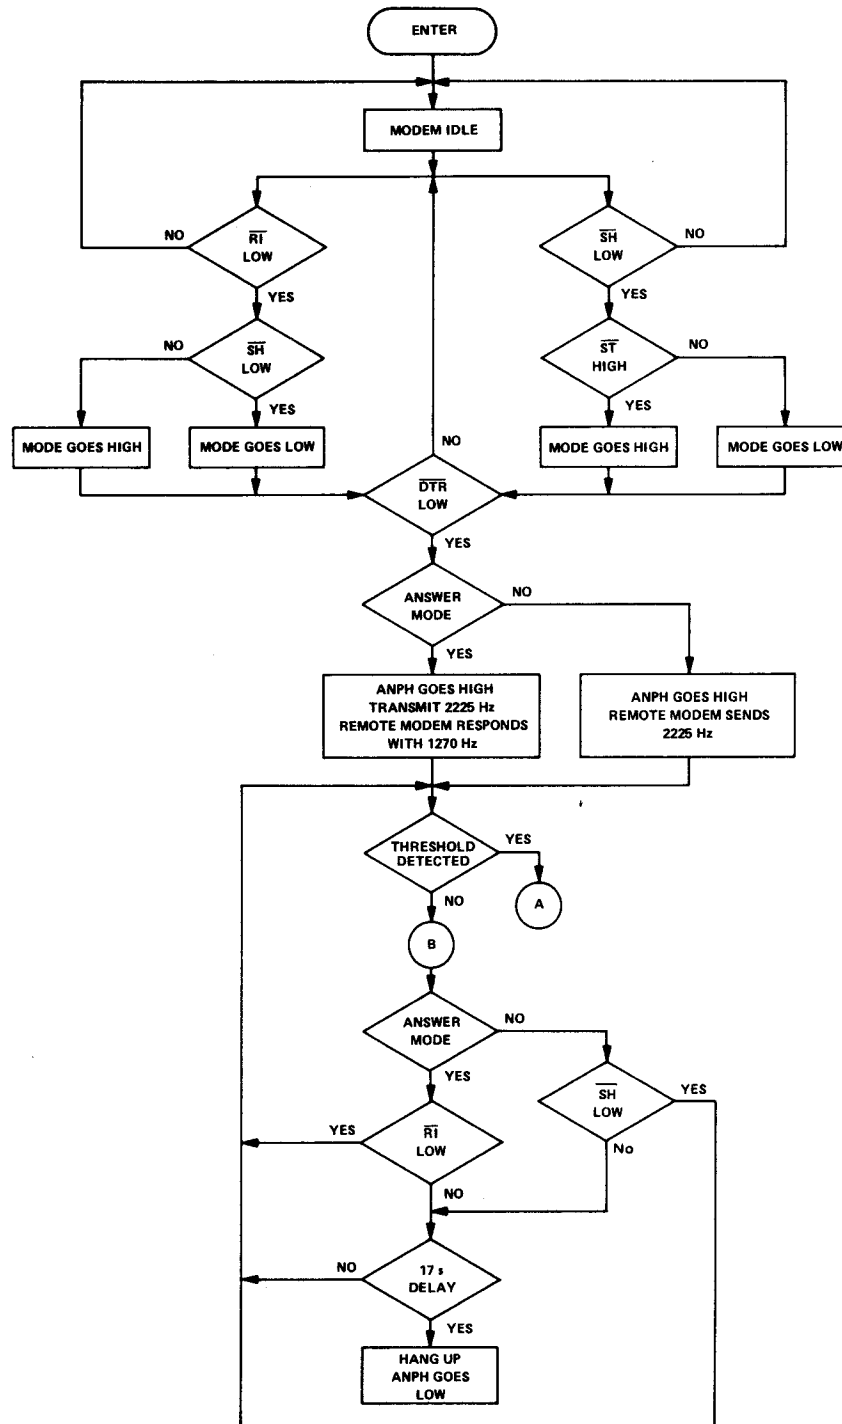 ENTER
MODEM IDLE
NO
RI
LOW
YES
SH
LOW
NO
YES
NO
SH
LOW
YES
ST
HIGH
NO
YES
MODE GOES HIGH
MODE GOES LOW
MODE GOES HIGH
MODE GOES LOW
NO
DTR
LOW
YES
ANSWER
MODE
NO
YES
ANPH GOES HIGH
TRANSMIT 2225 Hz
REMOTE MODEM RESPONDS
WITH 1270 Hz
ANPH GOES HIGH
REMOTE MODEM SENDS
2225 Hz
THRESHOLD
DETECTED
YES
A
NO
B
ANSWER
MODE
NO
YES
SH
LOW
YES
No
YES
RI
LOW
NO
17 s
DELAY
NO
YES
HANG UP
ANPH GOES
LOW